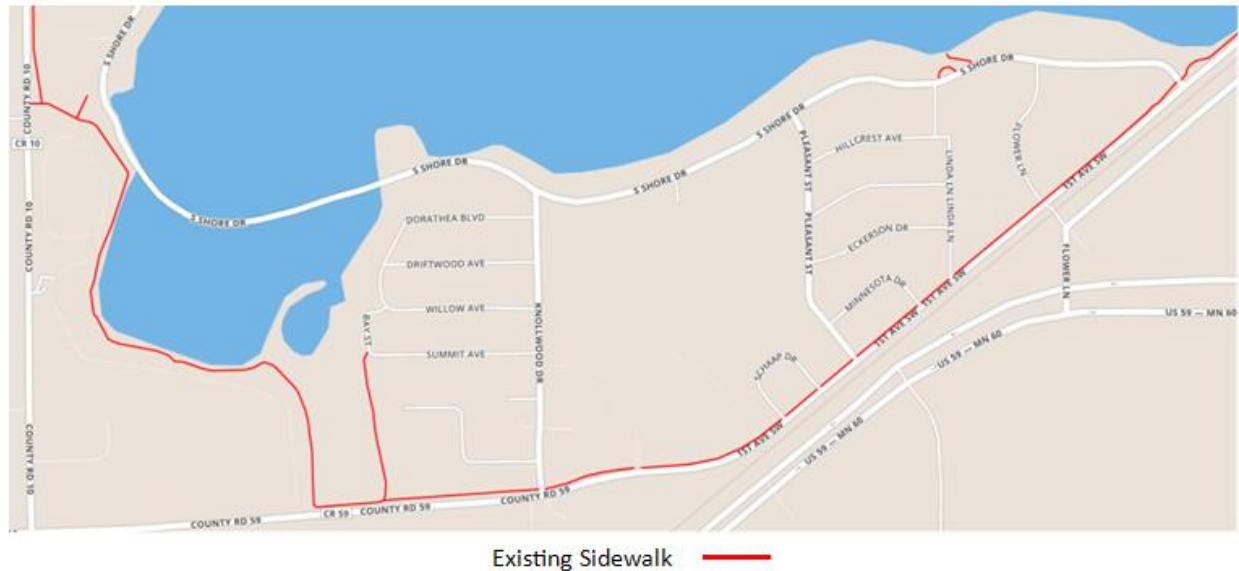 S SHORE DR
COUNTY RD 10
CR 10
COUNTY RD 10
COUNTY RD 10
S SHORE DR
S SHORE DR
S SHORE DR
S SHORE DR
S SHORE DR
DORATHEA BLVD
DRIFTWOOD AVE
WILLOW AVE
SUMMIT AVE
BAY ST
KNOLLWOOD DR
PLEASANT ST
PLEASANT ST
HILLCREST AVE
LINDA LN
LINDA LN
ECKERSON DR
MINNESOTA DR
SCHAAP DR
FLOWER LN
FLOWER LN
1ST AVE SW
1ST AVE SW
1ST AVE SW
1ST AVE SW
US 59 — MN 60
US 59 — MN 60
US 59 — MN 60
COUNTY RD 59
CR 59
COUNTY RD 59
COUNTY RD 59
Existing Sidewalk